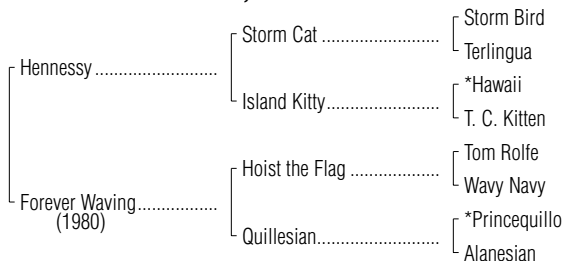 Storm Bird
Storm Cat ........................
Terlingua
Hennessy ..........................
*Hawaii
Island Kitty........................
T. C. Kitten
Tom Rolfe
Hoist the Flag ...................
Wavy Navy
Forever Waving.................
(1980)
*Princequillo
Quillesian..........................
Alanesian